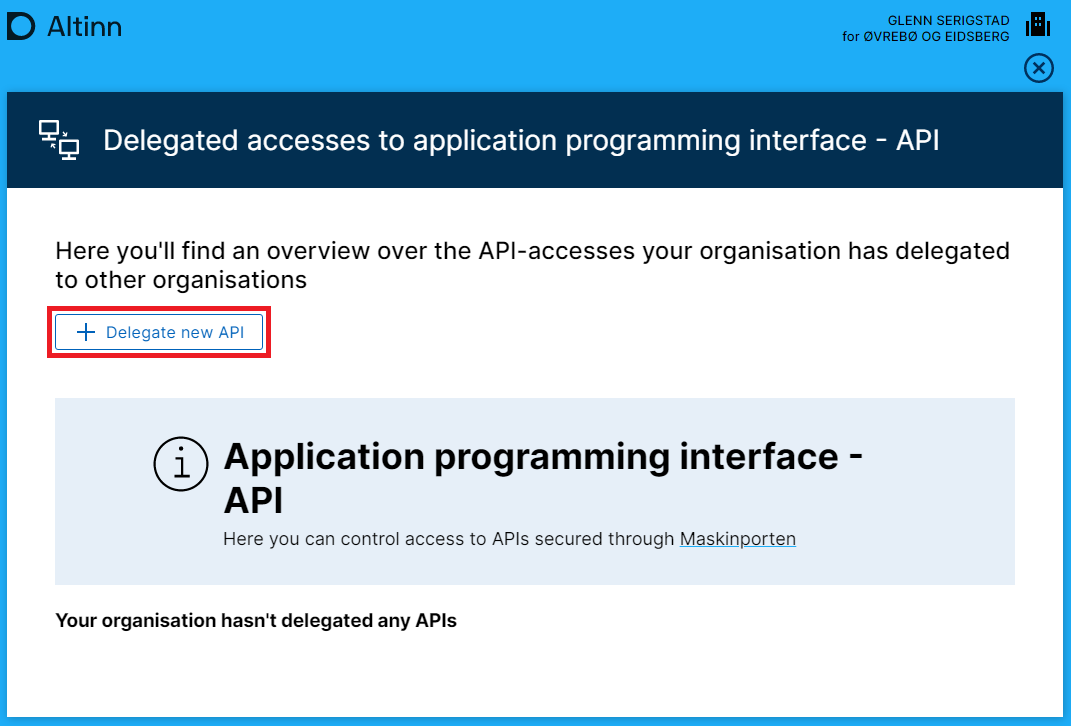 Altinn
GLENN SERIGSTAD
for ØVREBØ OG EIDSBERG
Delegated accesses to application programming interface - API
Here you'll find an overview over the API-accesses your organisation has delegated
to other organisations
Delegate new API
Application programming interface -
API
Here you can control access to APIs secured through Maskinporten
Your organisation hasn't delegated any APIs